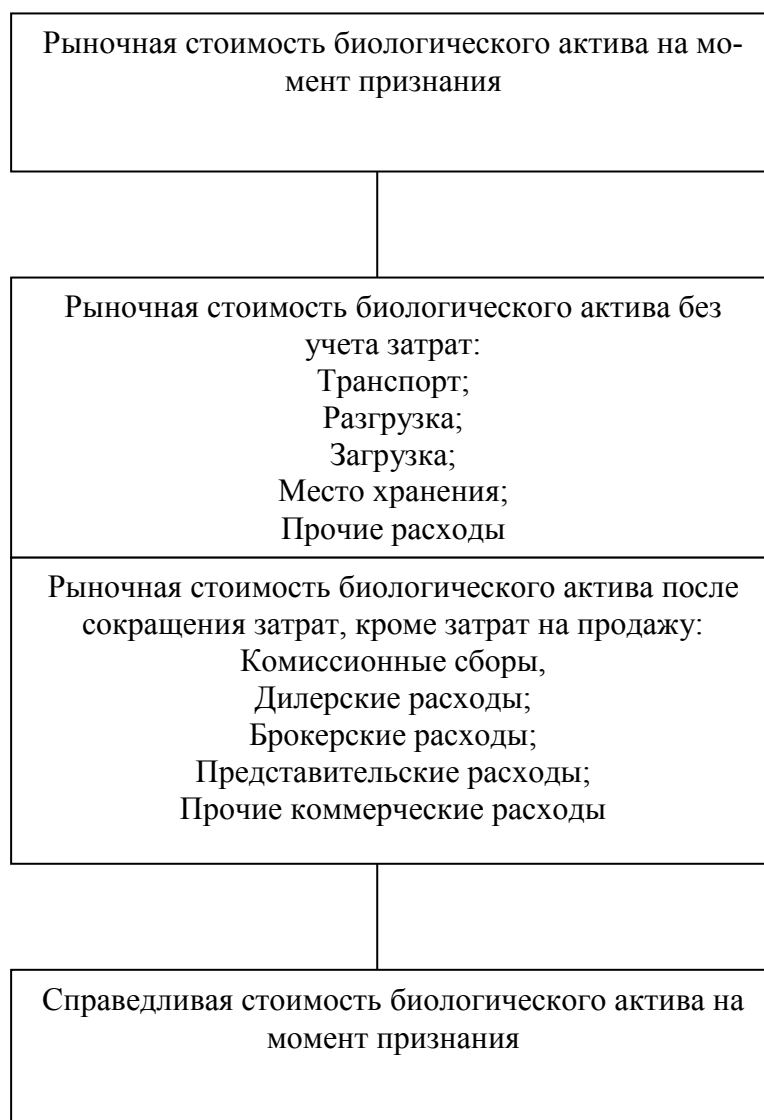 Рыночная стоимость биологического актива на мо-
мент признания
Рыночная стоимость биологического актива без
учета затрат:
Транспорт;
Разгрузка;
Загрузка;
Место хранения;
Прочие расходы
Рыночная стоимость биологического актива после
сокращения затрат, кроме затрат на продажу:
Комиссионные сборы,
Дилерские расходы;
Брокерские расходы;
Представительские расходы;
Прочие коммерческие расходы
Справедливая стоимость биологического актива на
момент признания